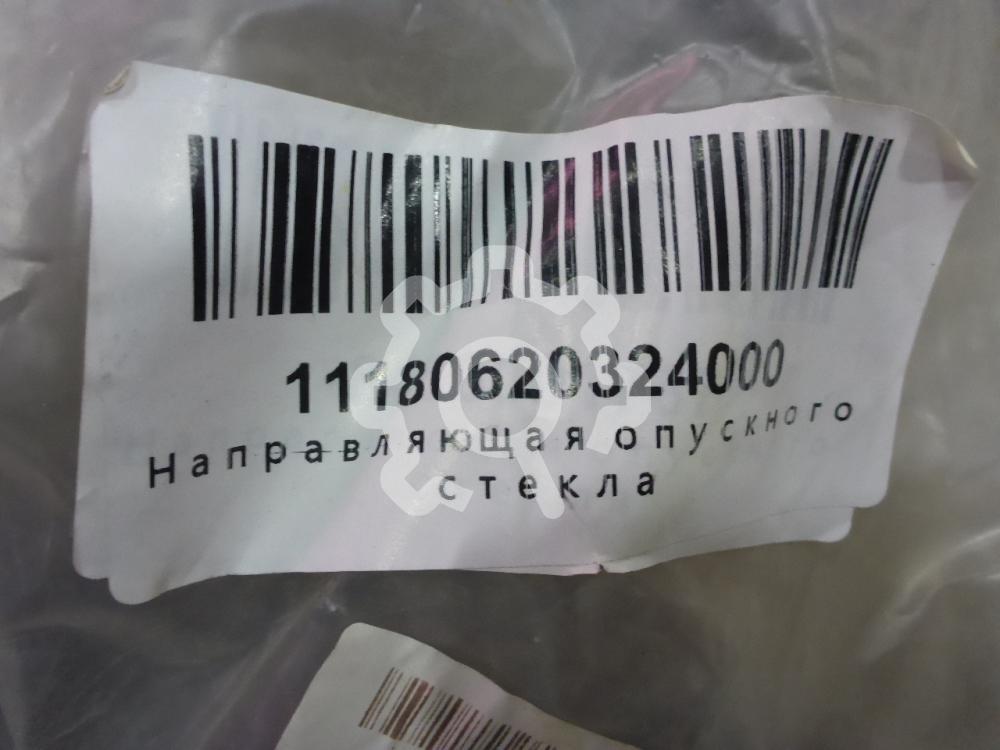 11180620324000
Направляющая опускного
стекла